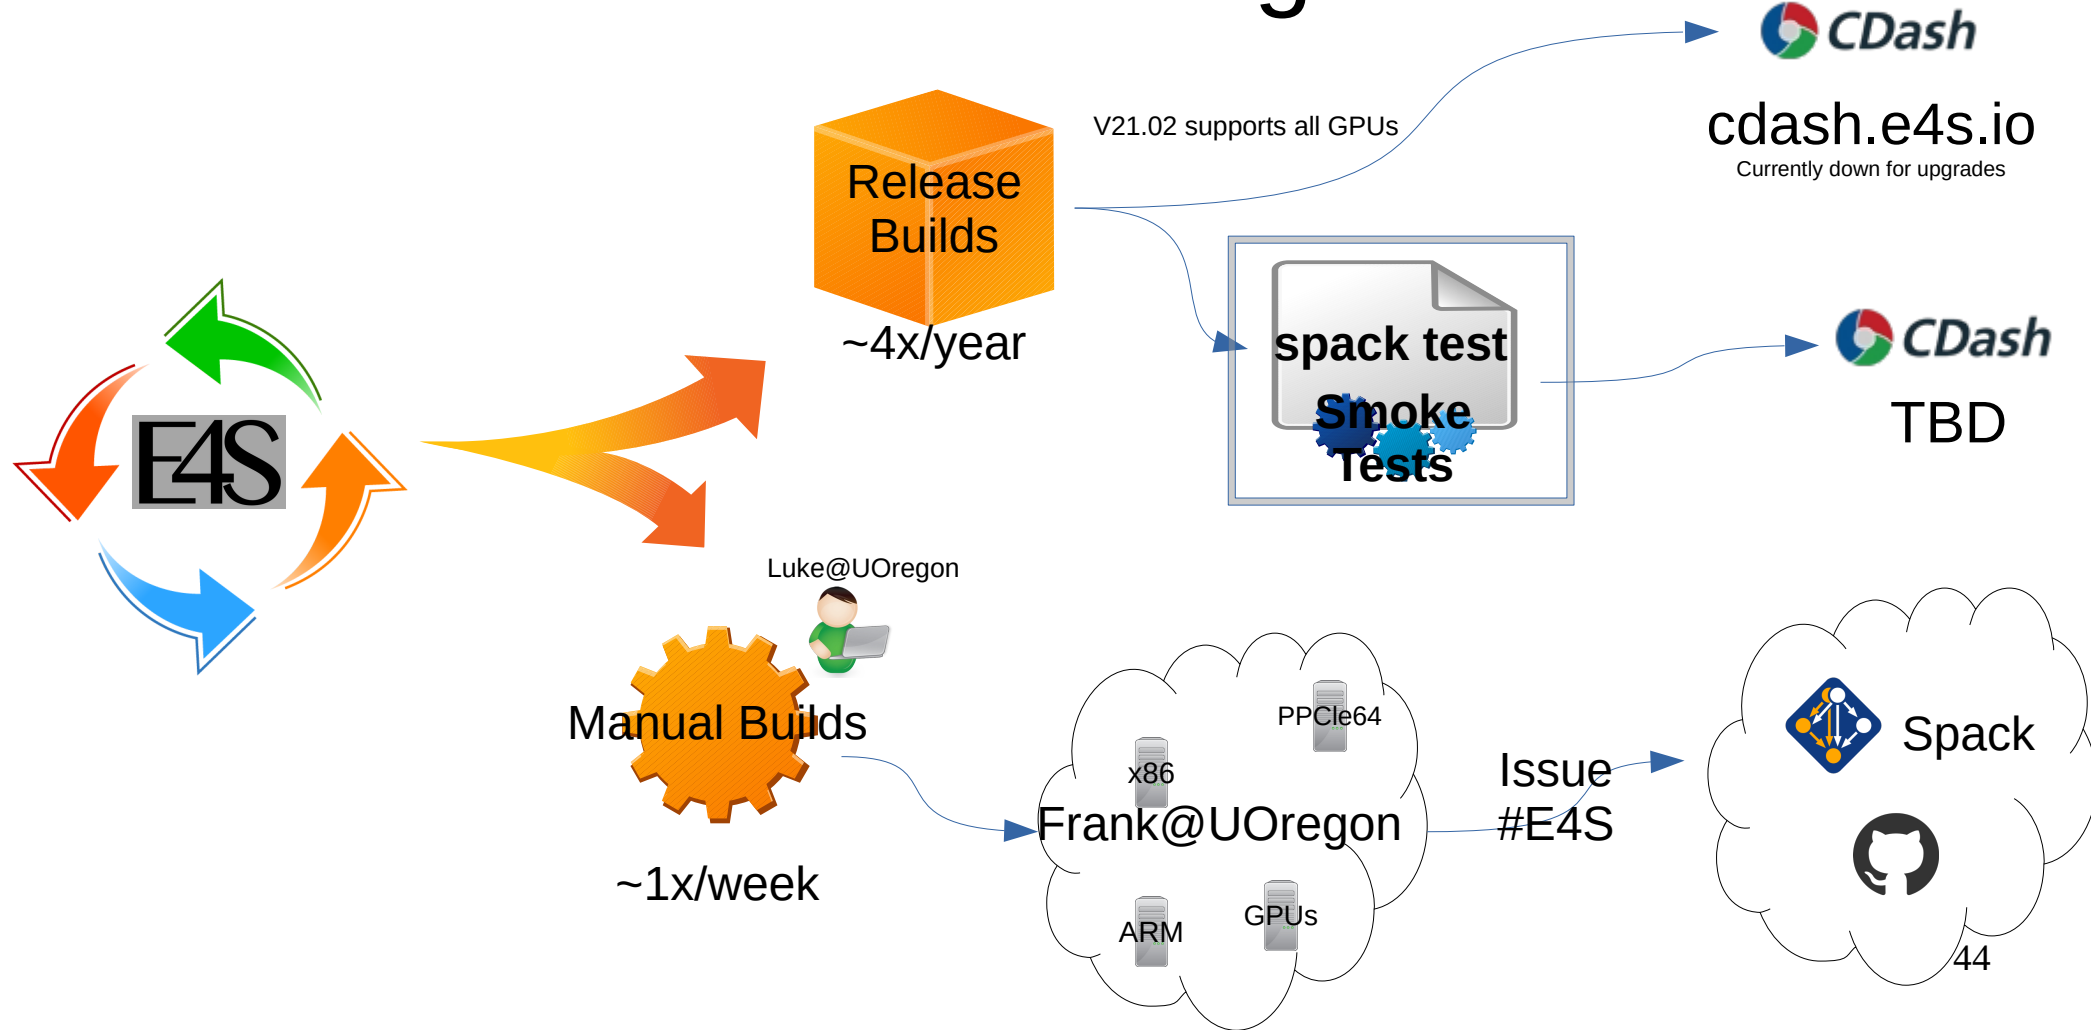 CDash
cdash.e4s.io
Currently down for upgrades
V21.02 supports all GPUs
Release
Builds
~4x/year
spack test
Smoke
Tests
CDash
TBD
E4S
Luke@UOregon
Manual Builds
~1x/week
PPCle64
x86
Frank@UOregon
ARM
GPUs
Issue
#E4S
Spack
44